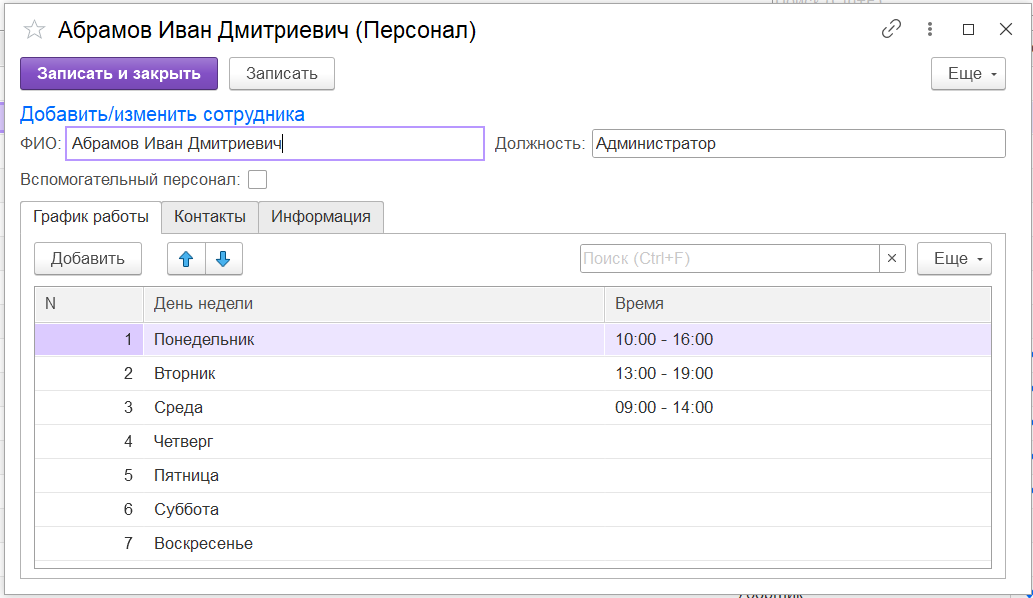 Абрамов Иван Дмитриевич (Персонал)
Записать и закрыть Записать Еще
Добавить/изменить сотрудника
ФИО: Абрамов Иван Дмитриевич Должность: Администратор
Вспомогательный персонал:
График работы Контакты Информация
Добавить Поиск (Ctrl+F) × Еще
N День недели Время
1 Понедельник 10:00 - 16:00
2 Вторник 13:00 - 19:00
3 Среда 09:00 - 14:00
4 Четверг
5 Пятница
6 Суббота
7 Воскресенье